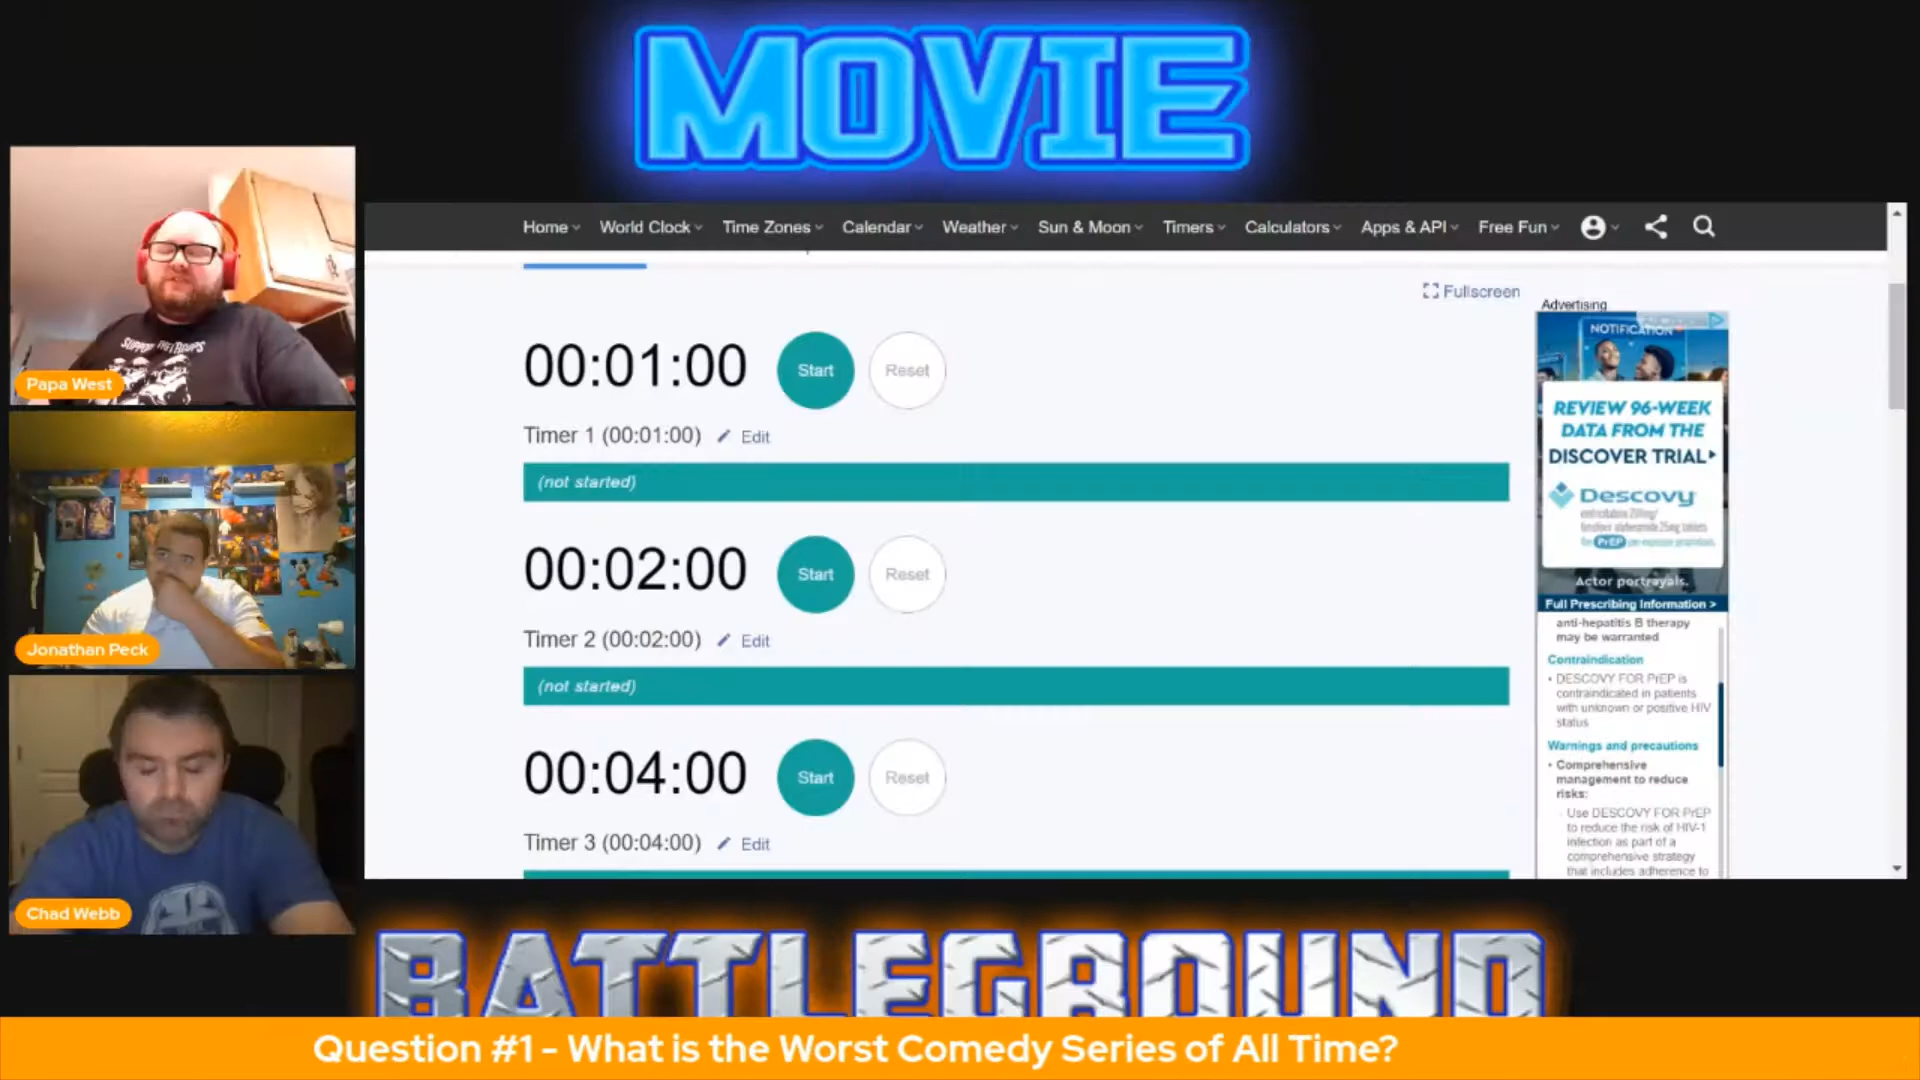 MOVIE
Home World Clock Time Zones Calendar Weather Sun & Moon Timers Calculators Apps & API Free Fun
Fullscreen
Advertising
00:01:00 Start Reset
Timer 1 (00:01:00) Edit
(not started)
00:02:00 Start Reset
Timer 2 (00:02:00) Edit
(not started)
00:04:00 Start Reset
Timer 3 (00:04:00) Edit
NOTIFICATION
REVIEW 96-WEEK
DATA FROM THE
DISCOVER TRIAL
Descovy
PrEP
Actor portrayals.
Full Prescribing Information >
anti-hepatitis B therapy
may be warranted
Contraindication
• DESCOVY FOR PrEP is
contraindicated in patients
with unknown or positive HIV
status
Warnings and precautions
• Comprehensive
management to reduce
risks:
Use DESCOVY FOR PrEP
to reduce the risk of HIV-1
infection as part of a
comprehensive strategy
that includes adherence to
Papa West
Jonathan Peck
Chad Webb
BATTLEGROUND
Question #1 - What is the Worst Comedy Series of All Time?